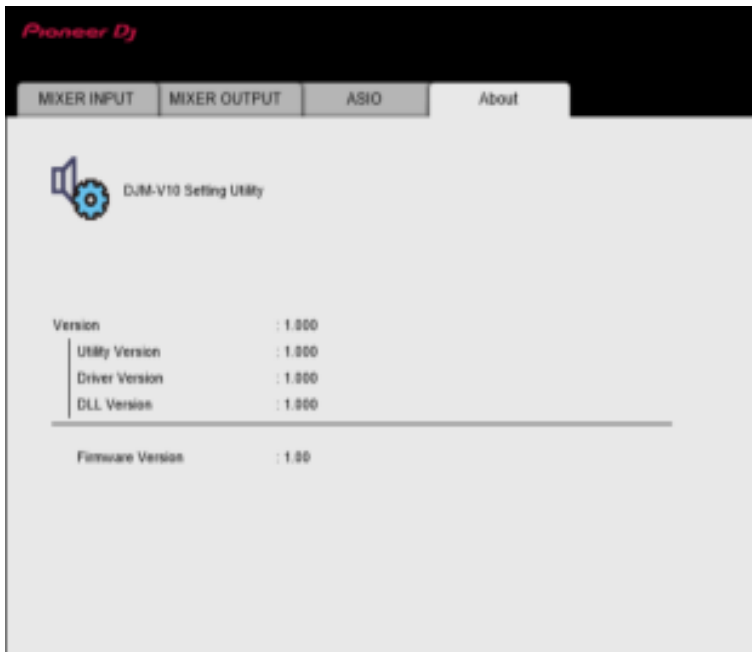 Pioneer Dj
MIXER INPUT MIXER OUTPUT ASIO About
DJM-V10 Setting Utility
Version : 1.000
Utility Version : 1.000
Driver Version : 1.000
DLL Version : 1.000
Firmware Version : 1.00